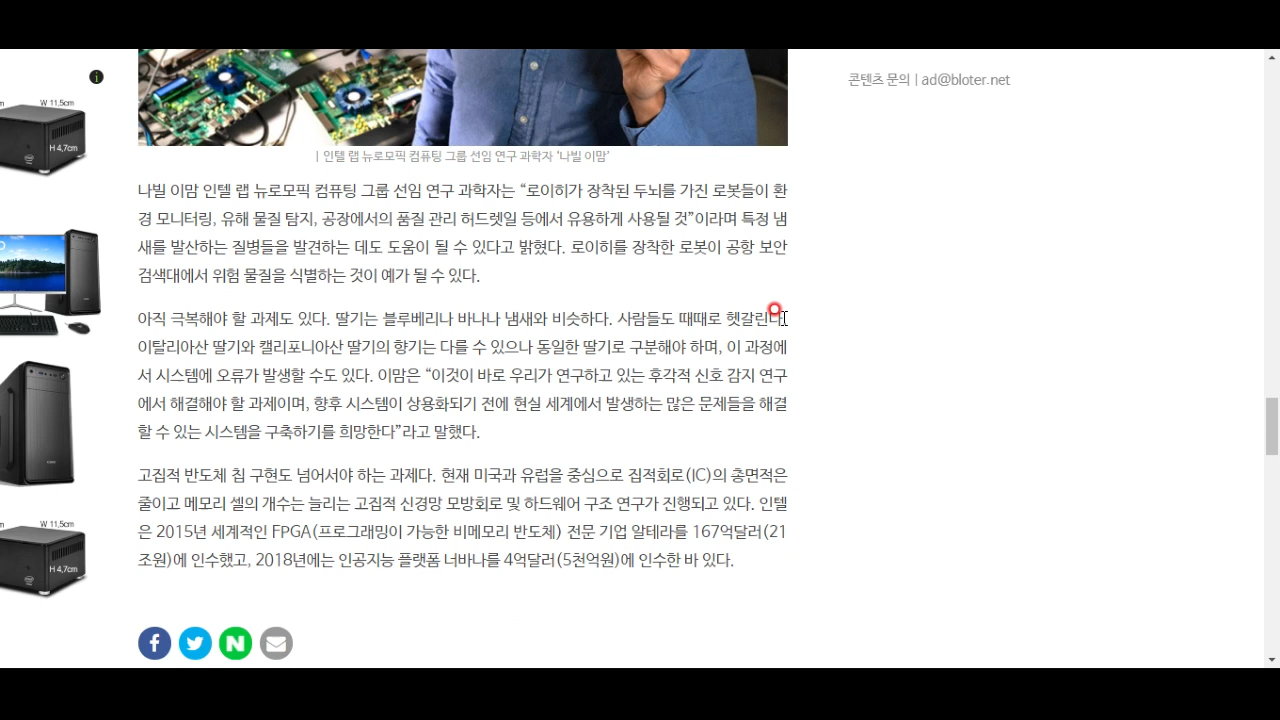 콘텐츠 문의 | ad@bloter.net
W 11,5cm
H 4,7cm
| 인텔 랩 뉴로모픽 컴퓨팅 그룹 선임 연구 과학자 ‘나빌 이맘’
나빌 이맘 인텔 랩 뉴로모픽 컴퓨팅 그룹 선임 연구 과학자는 “로이히가 장착된 두뇌를 가진 로봇들이 환
경 모니터링, 유해 물질 탐지, 공장에서의 품질 관리 허드렛일 등에서 유용하게 사용될 것”이라며 특정 냄
새를 발산하는 질병들을 발견하는 데도 도움이 될 수 있다고 밝혔다. 로이히를 장착한 로봇이 공항 보안
검색대에서 위험 물질을 식별하는 것이 예가 될 수 있다.
아직 극복해야 할 과제도 있다. 딸기는 블루베리나 바나나 냄새와 비슷하다. 사람들도 때때로 헷갈린다.
이탈리아산 딸기와 캘리포니아산 딸기의 향기는 다를 수 있으나 동일한 딸기로 구분해야 하며, 이 과정에
서 시스템에 오류가 발생할 수도 있다. 이맘은 “이것이 바로 우리가 연구하고 있는 후각적 신호 감지 연구
에서 해결해야 할 과제이며, 향후 시스템이 상용화되기 전에 현실 세계에서 발생하는 많은 문제들을 해결
할 수 있는 시스템을 구축하기를 희망한다”라고 말했다.
고집적 반도체 칩 구현도 넘어서야 하는 과제다. 현재 미국과 유럽을 중심으로 집적회로(IC)의 총면적은
줄이고 메모리 셀의 개수는 늘리는 고집적 신경망 모방회로 및 하드웨어 구조 연구가 진행되고 있다. 인텔
은 2015년 세계적인 FPGA(프로그래밍이 가능한 비메모리 반도체) 전문 기업 알테라를 167억달러(21
조원)에 인수했고, 2018년에는 인공지능 플랫폼 너바나를 4억달러(5천억원)에 인수한 바 있다.
W 11,5cm
H 4,7cm